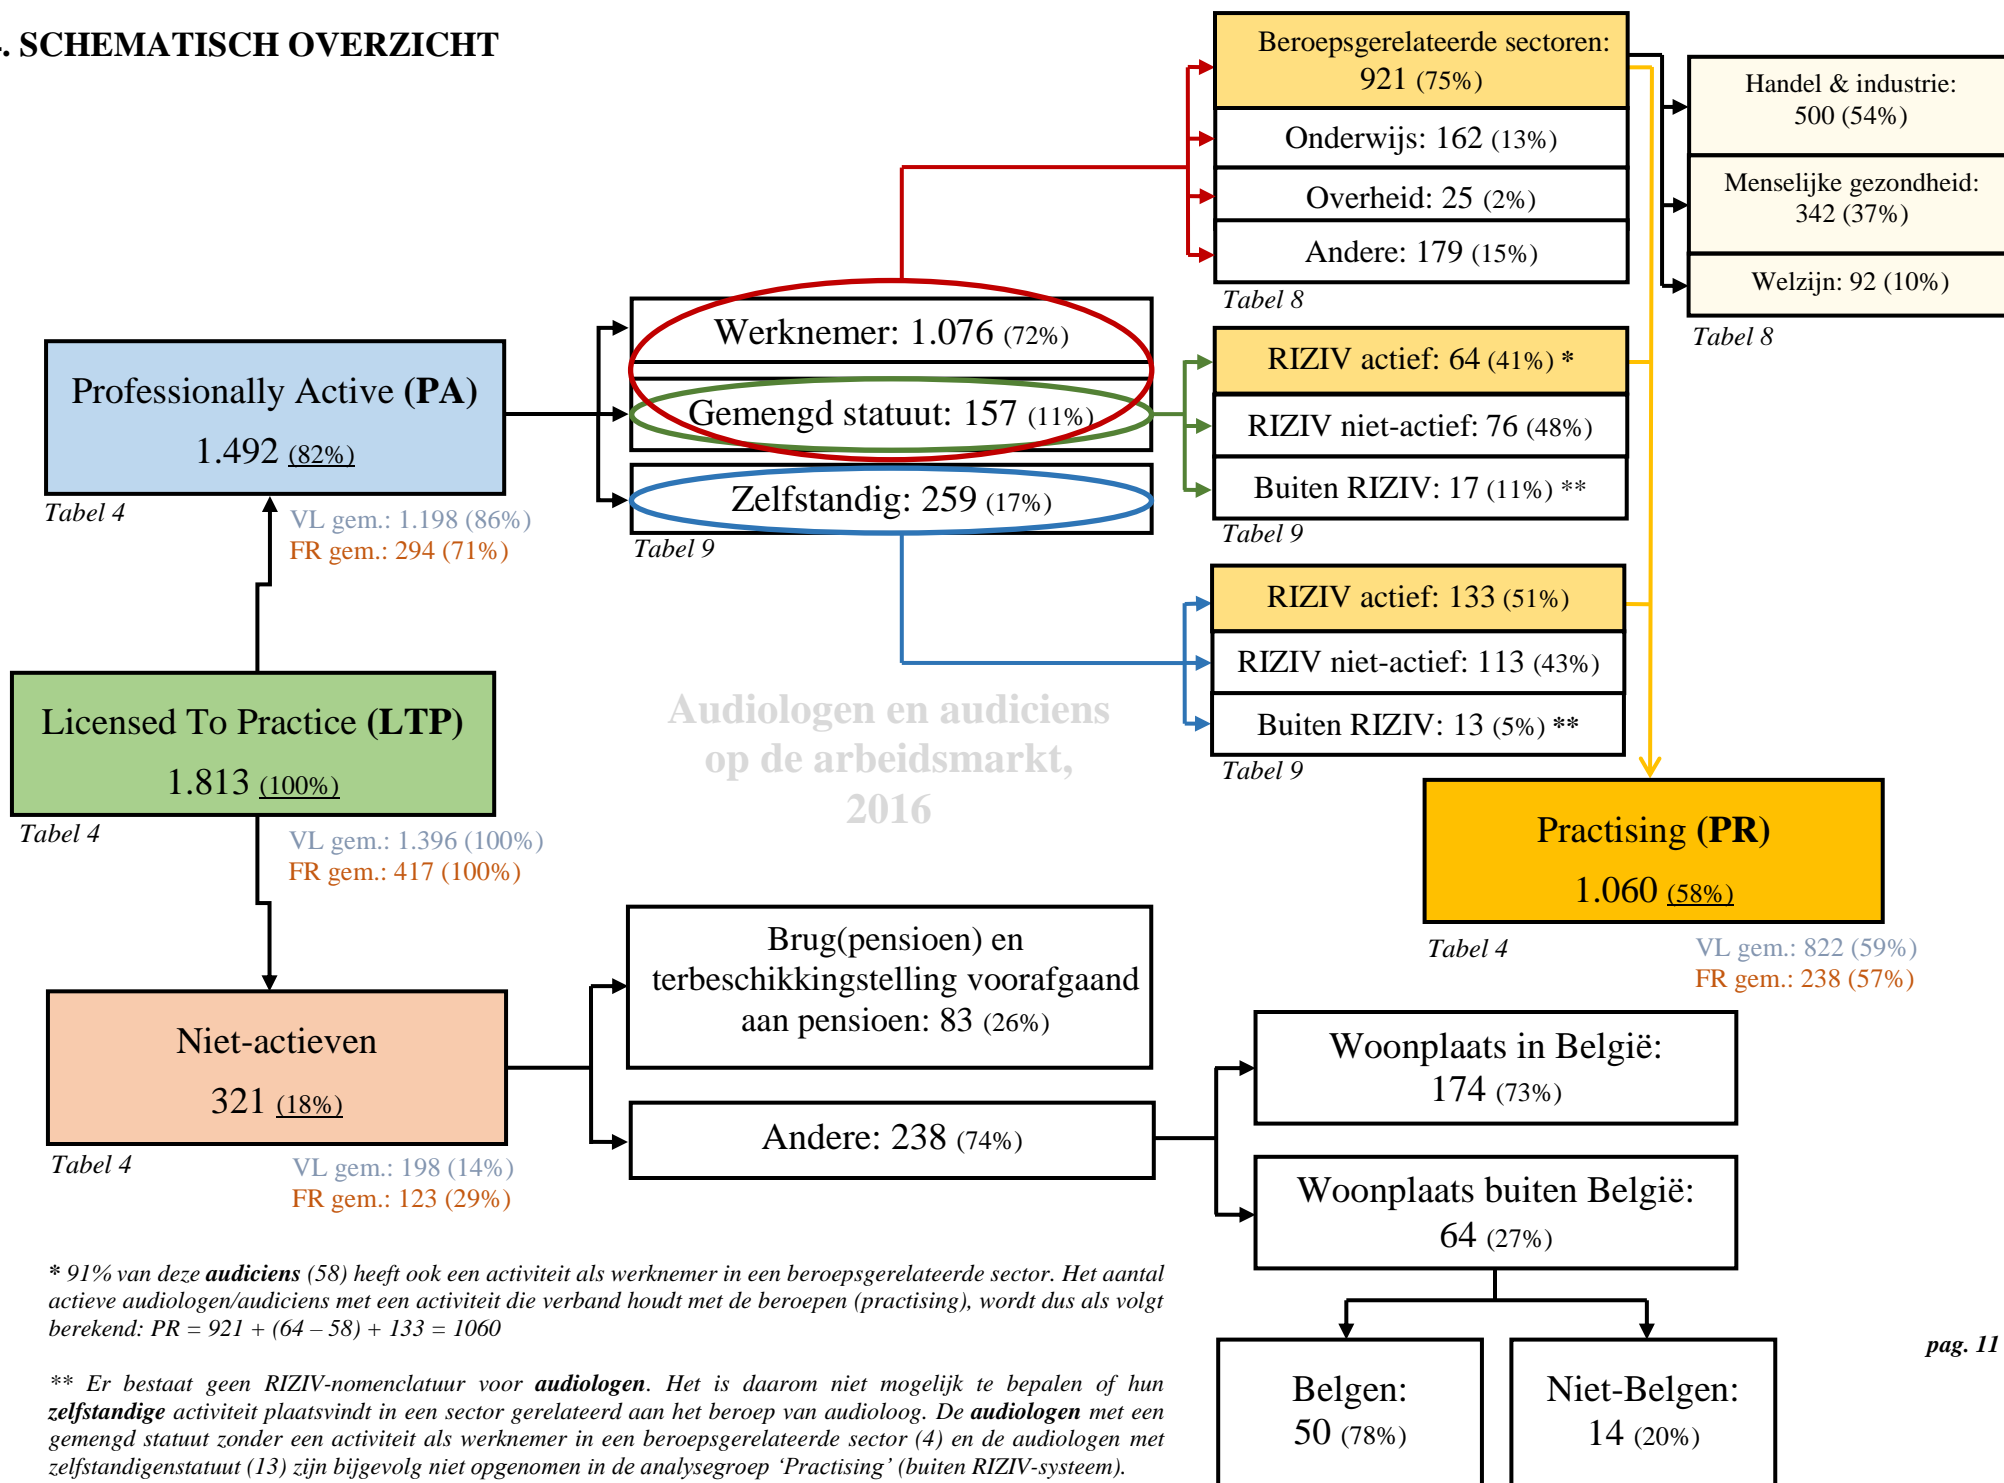 . SCHEMATISCH OVERZICHT
Beroepsgerelateerde sectoren:
921 (75%)
Onderwijs: 162 (13%)
Overheid: 25 (2%)
Andere: 179 (15%)
Tabel 8
Handel & industrie:
500 (54%)
Menselijke gezondheid:
342 (37%)
Welzijn: 92 (10%)
Tabel 8
Werknemer: 1.076 (72%)
Gemengd statuut: 157 (11%)
Zelfstandig: 259 (17%)
Tabel 9
RIZIV actief: 64 (41%) *
RIZIV niet-actief: 76 (48%)
Buiten RIZIV: 17 (11%) **
Tabel 9
Professionally Active (PA)
1.492 (82%)
Tabel 4
VL gem.: 1.198 (86%)
FR gem.: 294 (71%)
RIZIV actief: 133 (51%)
RIZIV niet-actief: 113 (43%)
Buiten RIZIV: 13 (5%) **
Tabel 9
Licensed To Practice (LTP)
1.813 (100%)
Tabel 4
VL gem.: 1.396 (100%)
FR gem.: 417 (100%)
Audiologen en audiciens
op de arbeidsmarkt,
2016
Practising (PR)
1.060 (58%)
Tabel 4
VL gem.: 822 (59%)
FR gem.: 238 (57%)
Niet-actieven
321 (18%)
Tabel 4
VL gem.: 198 (14%)
FR gem.: 123 (29%)
Brug(pensioen) en
terbeschikkingstelling voorafgaand
aan pensioen: 83 (26%)
Andere: 238 (74%)
Woonplaats in België:
174 (73%)
Woonplaats buiten België:
64 (27%)
Belgen:
50 (78%)
Niet-Belgen:
14 (20%)
* 91% van deze audiciens (58) heeft ook een activiteit als werknemer in een beroepsgerelateerde sector. Het aantal
actieve audiologen/audiciens met een activiteit die verband houdt met de beroepen (practising), wordt dus als volgt
berekend: PR = 921 + (64 – 58) + 133 = 1060
** Er bestaat geen RIZIV-nomenclatuur voor audiologen. Het is daarom niet mogelijk te bepalen of hun
zelfstandige activiteit plaatsvindt in een sector gerelateerd aan het beroep van audioloog. De audiologen met een
gemengd statuut zonder een activiteit als werknemer in een beroepsgerelateerde sector (4) en de audiologen met
zelfstandigenstatuut (13) zijn bijgevolg niet opgenomen in de analysegroep ‘Practising’ (buiten RIZIV-systeem).
pag. 11